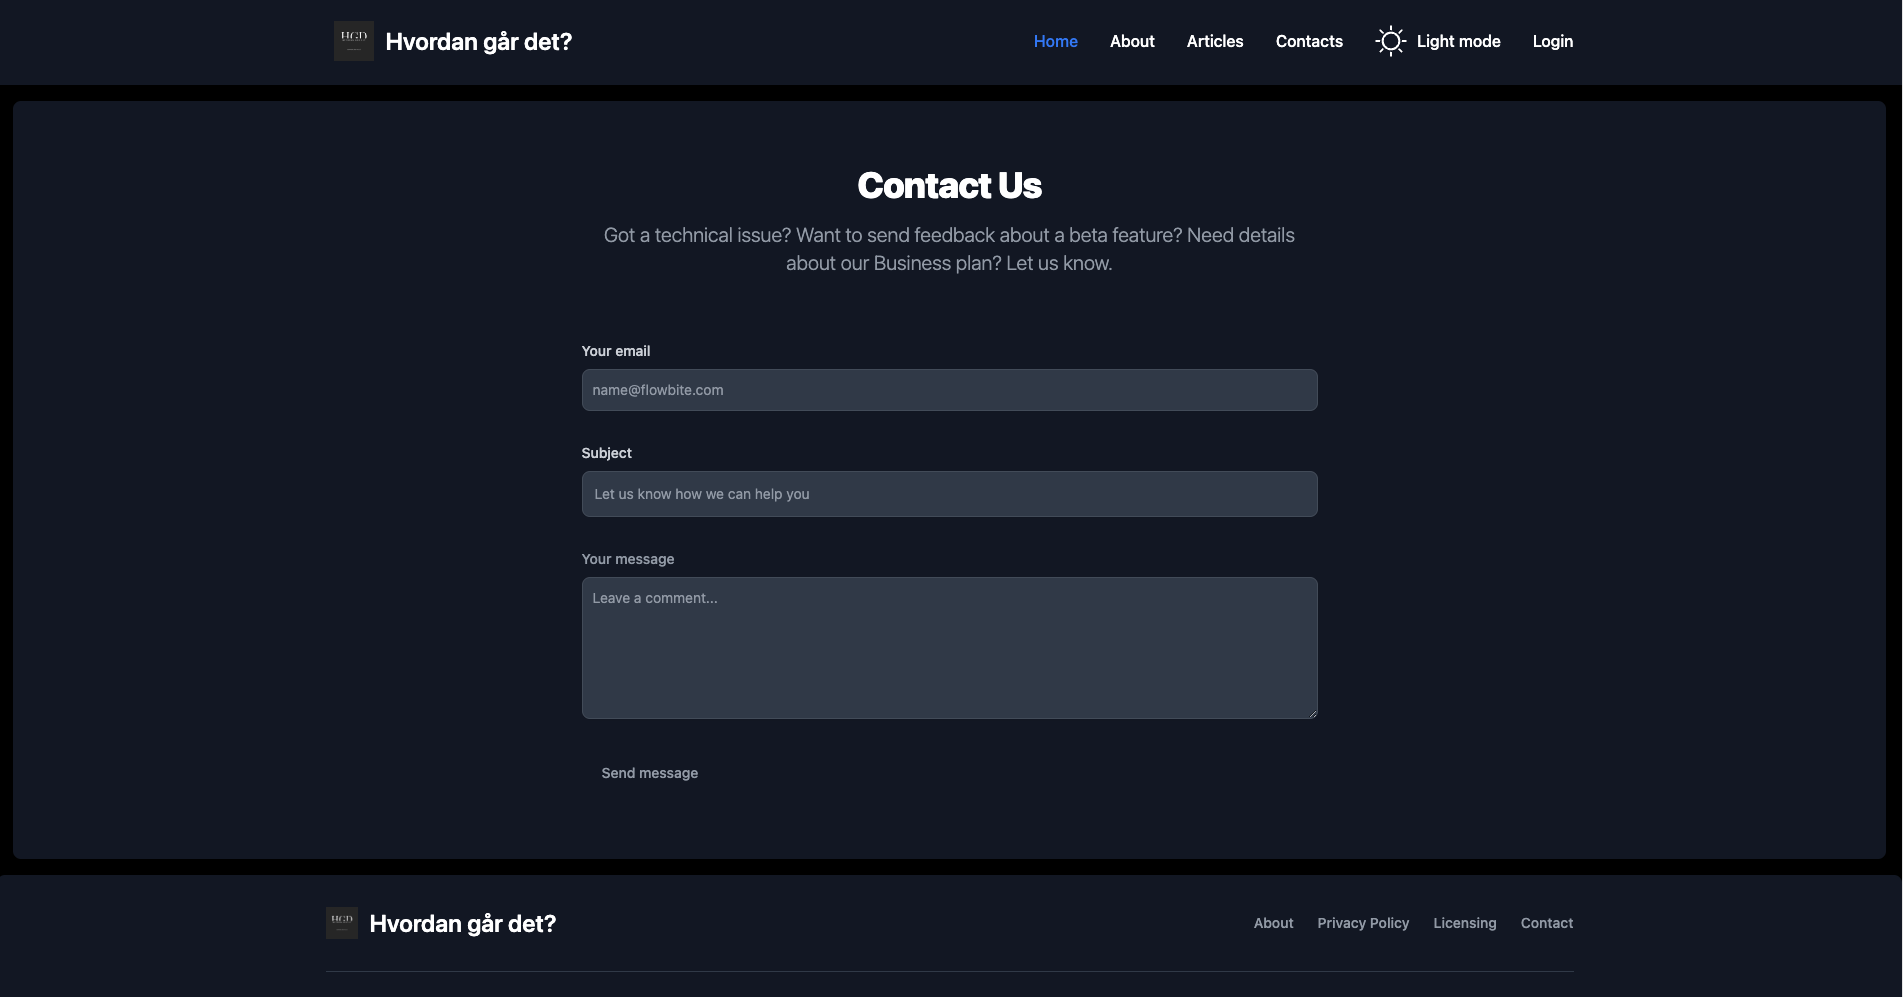 HGD
Hvordan går det?
Home
About
Articles
Contacts
Light mode
Login
Contact Us
Got a technical issue? Want to send feedback about a beta feature? Need details
about our Business plan? Let us know.
Your email
name@flowbite.com
Subject
Let us know how we can help you
Your message
Leave a comment...
Send message
HGD
Hvordan går det?
About
Privacy Policy
Licensing
Contact